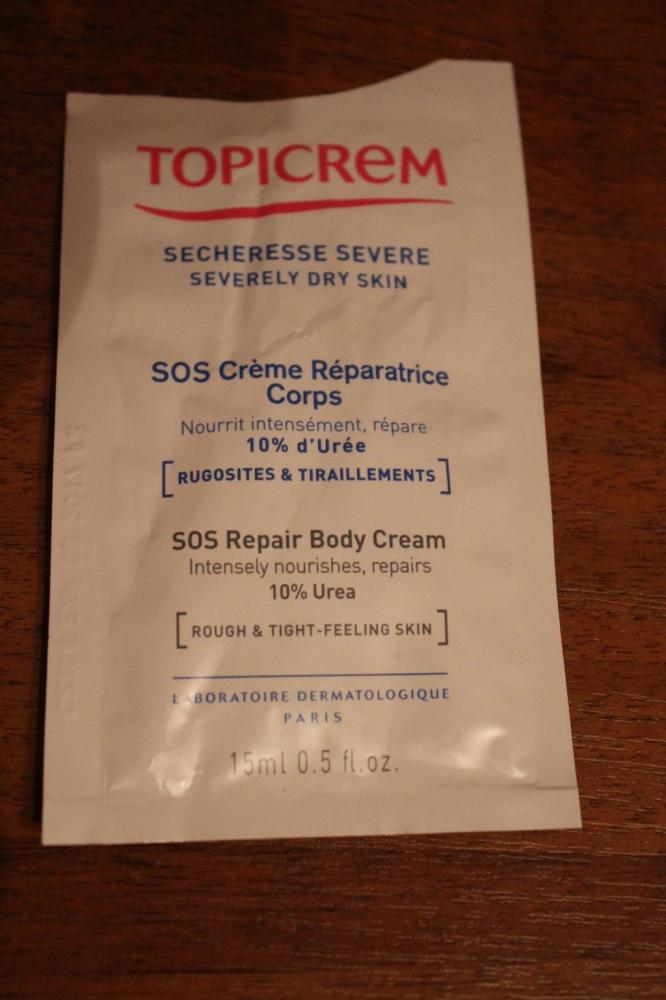 TOPICReM
SECHERESSE SEVERE
SEVERELY DRY SKIN
SOS Crème Réparatrice
Corps
Nourrit intensément, répare
10% d'Urée
[RUGOSITES & TIRAILLEMENTS]
SOS Repair Body Cream
Intensely nourishes, repairs
10% Urea
[ROUGH & TIGHT-FEELING SKIN]
LABORATOIRE DERMATOLOGIQUE
PARIS
15ml 0.5 fl.oz.